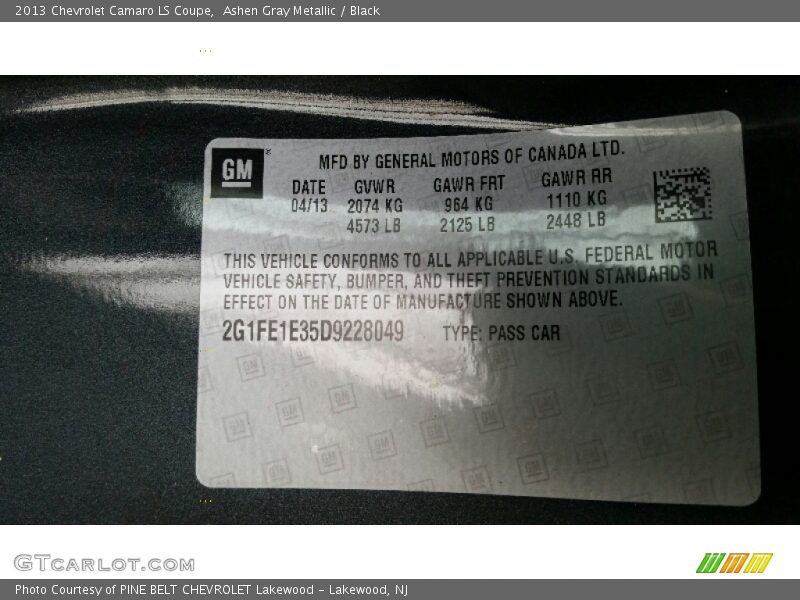 2013 Chevrolet Camaro LS Coupe,  Ashen Gray Metallic / Black
GM
MFD BY GENERAL MOTORS OF CANADA LTD.
DATE GVWR GAWR FRT GAWR RR
04/13 2074 KG 964 KG 1110 KG
4573 LB 2125 LB 2448 LB
THIS VEHICLE CONFORMS TO ALL APPLICABLE U.S. FEDERAL MOTOR
VEHICLE SAFETY, BUMPER, AND THEFT PREVENTION STANDARDS IN
EFFECT ON THE DATE OF MANUFACTURE SHOWN ABOVE.
2G1FE1E35D9228049 TYPE: PASS CAR
GTCARLOT.COM
Photo Courtesy of PINE BELT CHEVROLET Lakewood - Lakewood, NJ